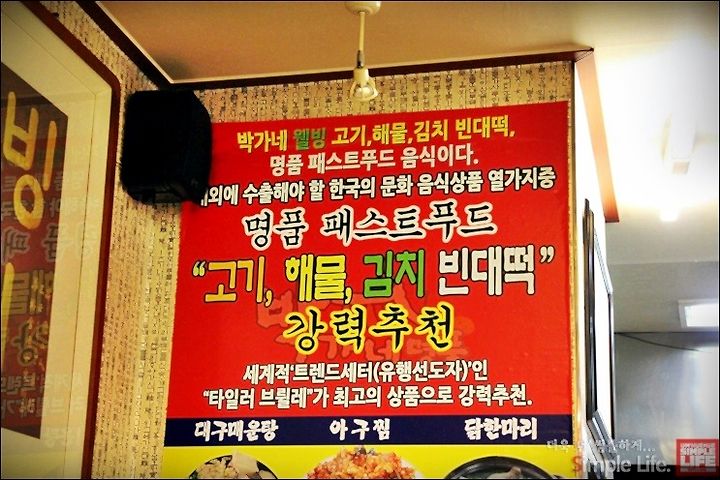 박가네 웰빙 고기,해물,김치 빈대떡,
명품 패스트푸드 음식이다.
해외에 수출해야 할 한국의 문화 음식상품 열가지중
명품 패스트푸드
“고기, 해물, 김치 빈대떡”
강력추천
세계적'트렌드세터(유행선도자)'인
“타일러 브륄레”가 최고의 상품으로 강력추천.
대구매운탕 아구찜 닭한마리
Simple Life.
SIMPLE
LIFE